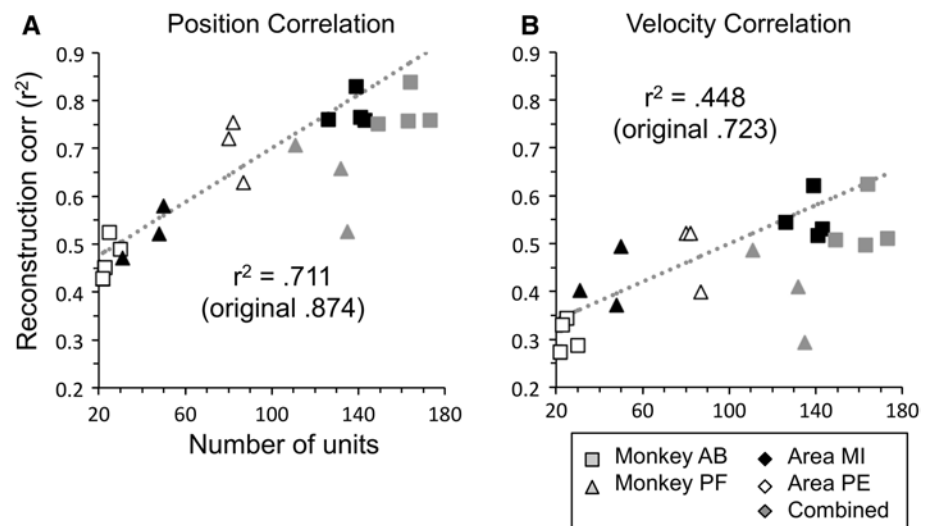 A Position Correlation
Reconstruction corr (r²)
0.9
0.8
0.7
0.6
0.5
0.4
0.3
0.2
r² = .711
(original .874)
20 60 100 140 180
Number of units
B Velocity Correlation
0.9
0.8
0.7
0.6
0.5
0.4
0.3
0.2
r² = .448
(original .723)
20 60 100 140 180
Monkey AB
Monkey PF
Area MI
Area PE
Combined